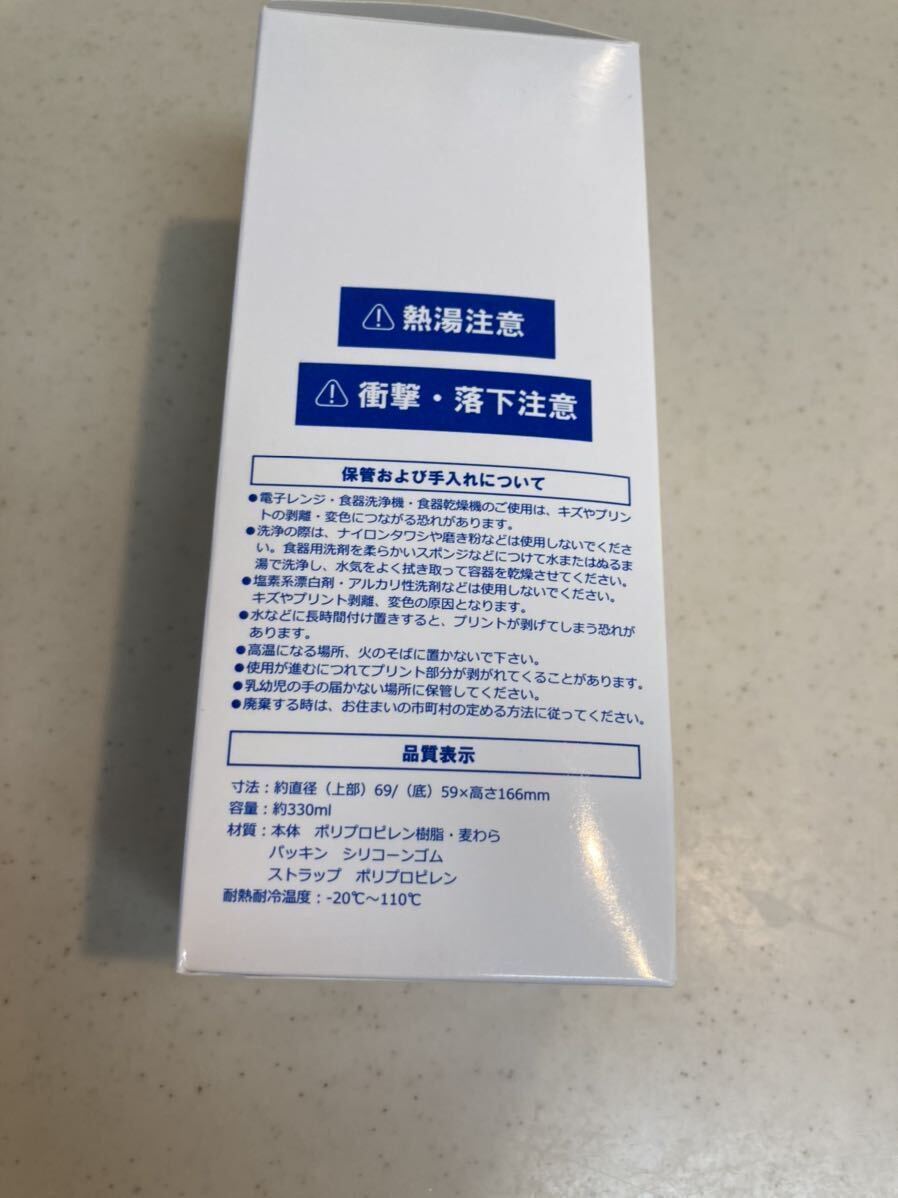 熱湯注意
衝撃・落下注意
保管および手入れについて
●電子レンジ・食器洗浄機・食器乾燥機のご使用は、キズやプリン
トの剥離・変色につながる恐れがあります。
●洗浄の際は、ナイロンタワシや磨き粉などは使用しないでくださ
い。食器用洗剤を柔らかいスポンジなどにつけて水またはぬるま
湯で洗浄し、水気をよく拭き取って容器を乾燥させてください。
●塩素系漂白剤・アルカリ性洗剤などは使用しないでください。
キズやプリント剥離、変色の原因となります。
●水などに長時間付け置きすると、プリントが剥げてしまう恐れが
あります。
●高温になる場所、火のそばに置かないで下さい。
●使用が進むにつれてプリント部分が剥がれてくることがあります。
●乳幼児の手の届かない場所に保管してください。
●廃棄する時は、お住まいの市町村の定める方法に従ってください。
品質表示
寸法：約直径（上部）69/（底）59×高さ166mm
容量：約330ml
材質：本体　ポリプロピレン樹脂・麦わら
パッキン　シリコーンゴム
ストラップ　ポリプロピレン
耐熱耐冷温度：-20℃～110℃